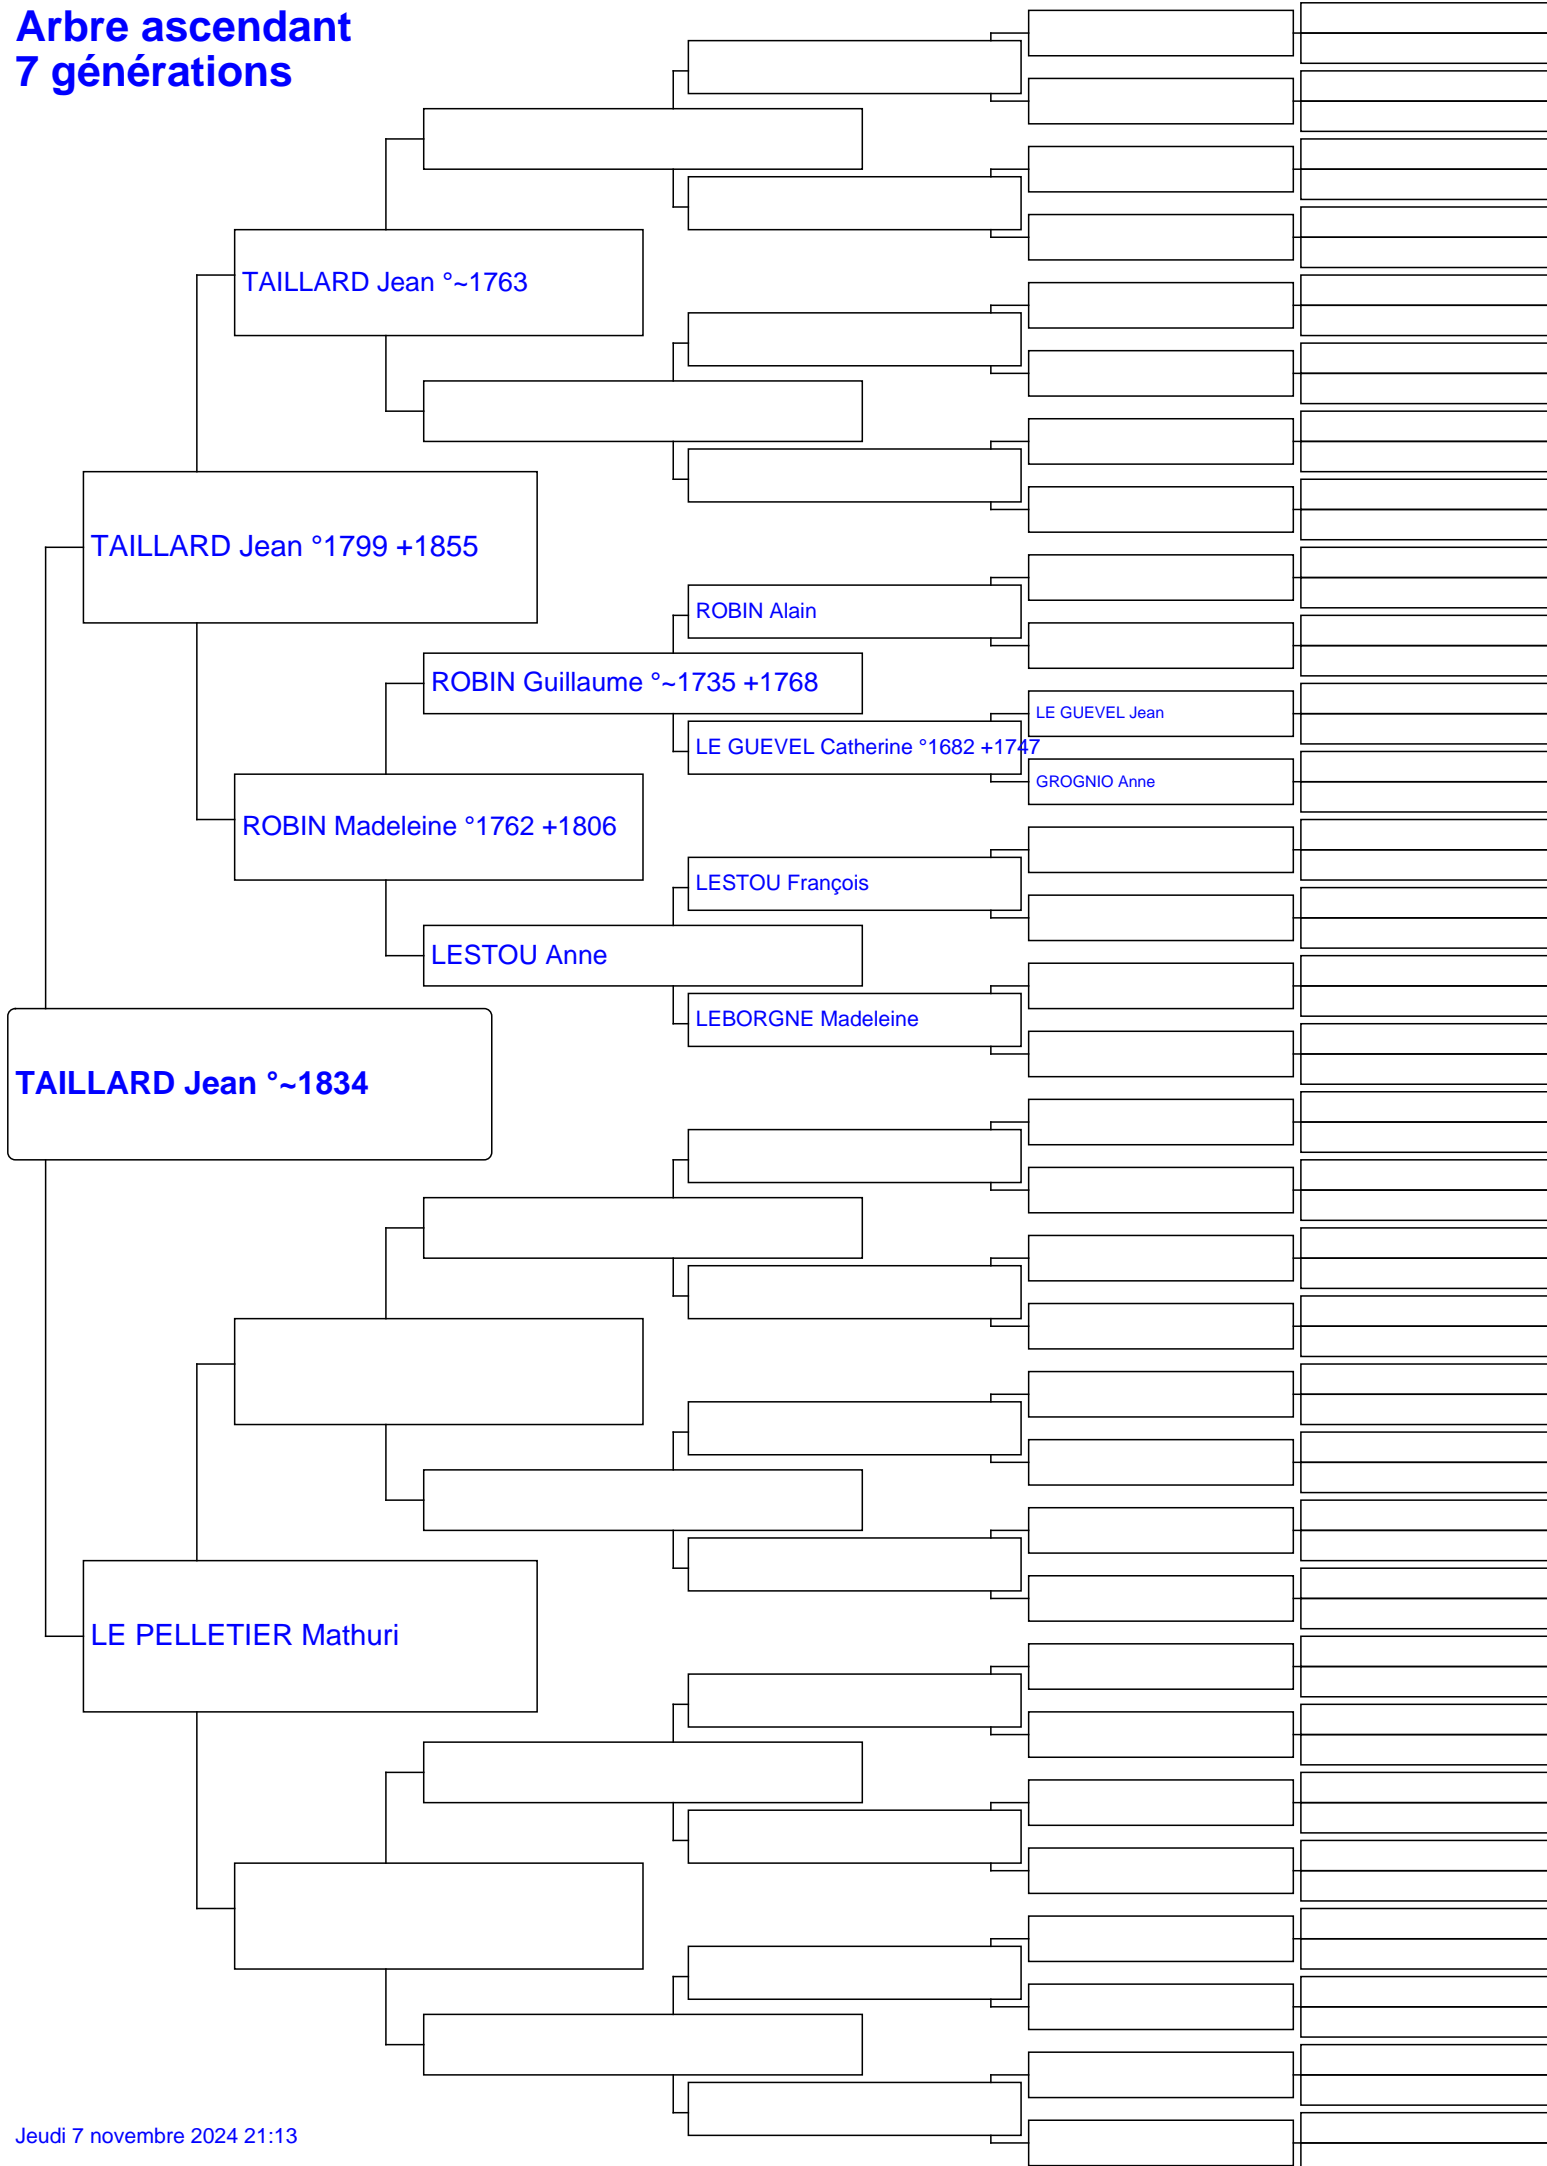 Arbre ascendant
7 générations
TAILLARD Jean °~1763
TAILLARD Jean °1799 +1855
ROBIN Alain
ROBIN Guillaume °~1735 +1768
LE GUEVEL Jean
LE GUEVEL Catherine °1682 +1747
GROGNIO Anne
ROBIN Madeleine °1762 +1806
LESTOU François
LESTOU Anne
LEBORGNE Madeleine
TAILLARD Jean °~1834
LE PELLETIER Mathuri
Jeudi 7 novembre 2024 21:13